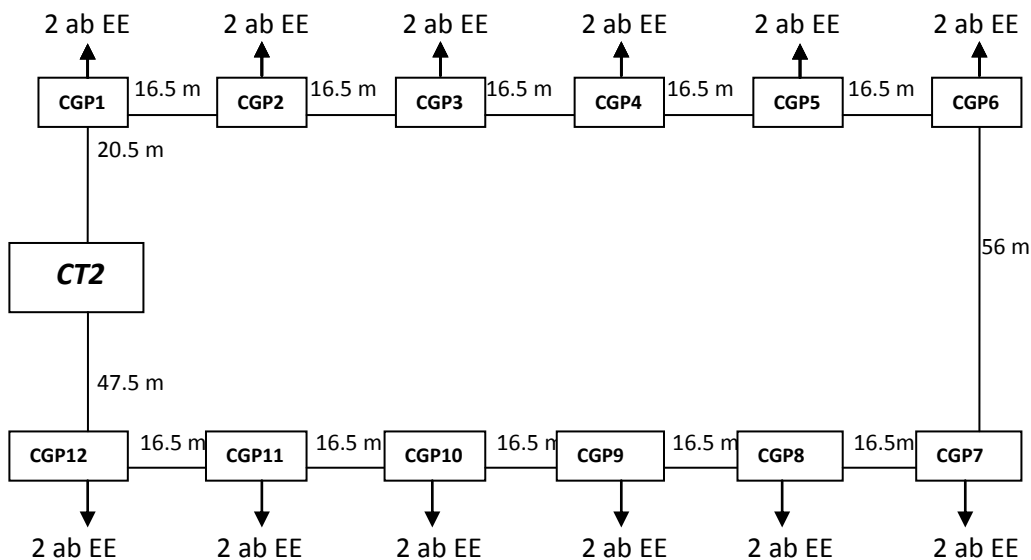 2 ab EE 2 ab EE 2 ab EE 2 ab EE 2 ab EE 2 ab EE
CGP1 16.5 m CGP2 16.5 m CGP3 16.5 m CGP4 16.5 m CGP5 16.5 m CGP6
20.5 m
CT2
56 m
47.5 m
CGP12 16.5 m CGP11 16.5 m CGP10 16.5 m CGP9 16.5 m CGP8 16.5m CGP7
2 ab EE 2 ab EE 2 ab EE 2 ab EE 2 ab EE 2 ab EE